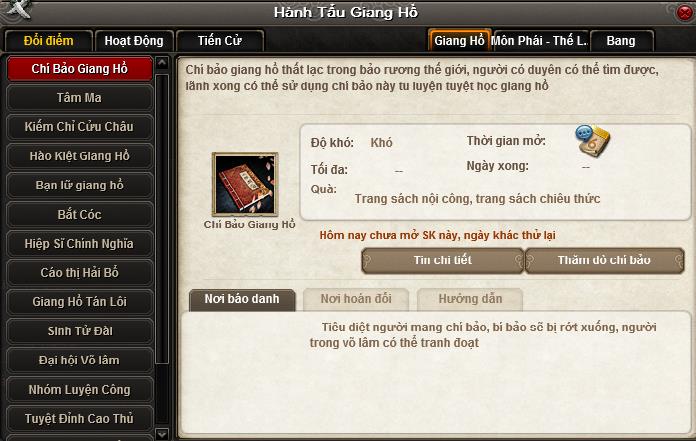 Hành Tẩu Giang Hồ
Đổi điểm
Hoạt Động
Tiến Cử
Giang Hồ
Môn Phái - Thế L.
Bang
Chí Bảo Giang Hồ
Tâm Ma
Kiếm Chỉ Cửu Châu
Hào Kiệt Giang Hồ
Bạn lữ giang hồ
Bắt Cóc
Hiệp Sĩ Chính Nghĩa
Cáo thị Hải Bổ
Giang Hồ Tán Lôi
Sinh Tử Đài
Đại hội Võ lâm
Nhóm Luyện Công
Tuyệt Đỉnh Cao Thủ
Chí bảo giang hồ thất lạc trong bảo rương thế giới, người có duyên có thể tìm được,
lãnh xong có thể sử dụng chí bảo này tu luyện tuyệt học giang hồ
Chí Bảo Giang Hồ
Độ khó: Khó
Thời gian mở:
Tối đa: --
Ngày xong: --
Quà:
Trang sách nội công, trang sách chiêu thức
Hôm nay chưa mở SK này, ngày khác thử lại
Tin chi tiết
Thăm dò chí bảo
Nơi báo danh
Nơi hoán đổi
Hướng dẫn
Tiêu diệt người mang chí bảo, bí bảo sẽ bị rớt xuống, người
trong võ lâm có thể tranh đoạt